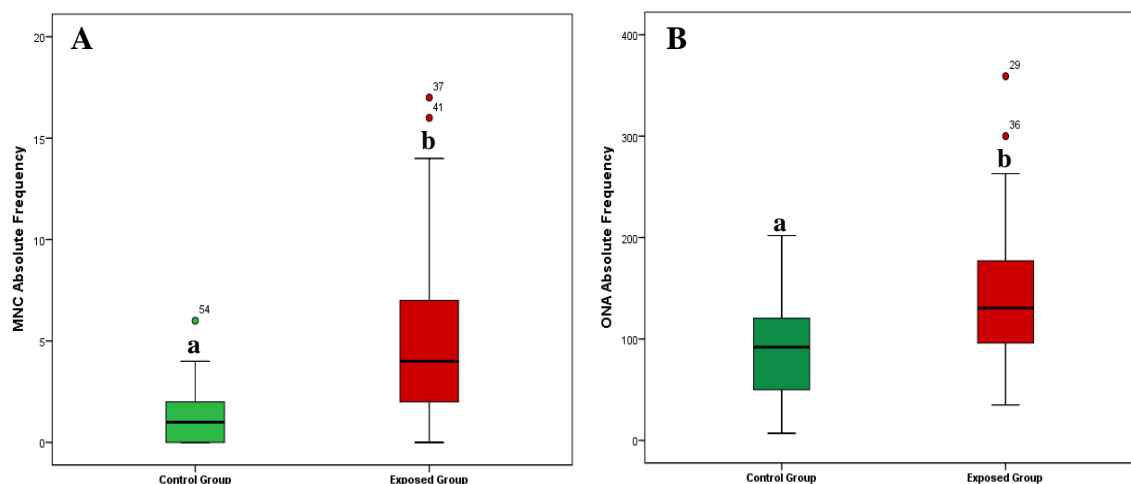 A
MNC Absolute Frequency
20
15
10
5
0
54
a
37
41
b
Control Group
Exposed Group
B
ONA Absolute Frequency
400
300
200
100
0
a
29
36
b
Control Group
Exposed Group